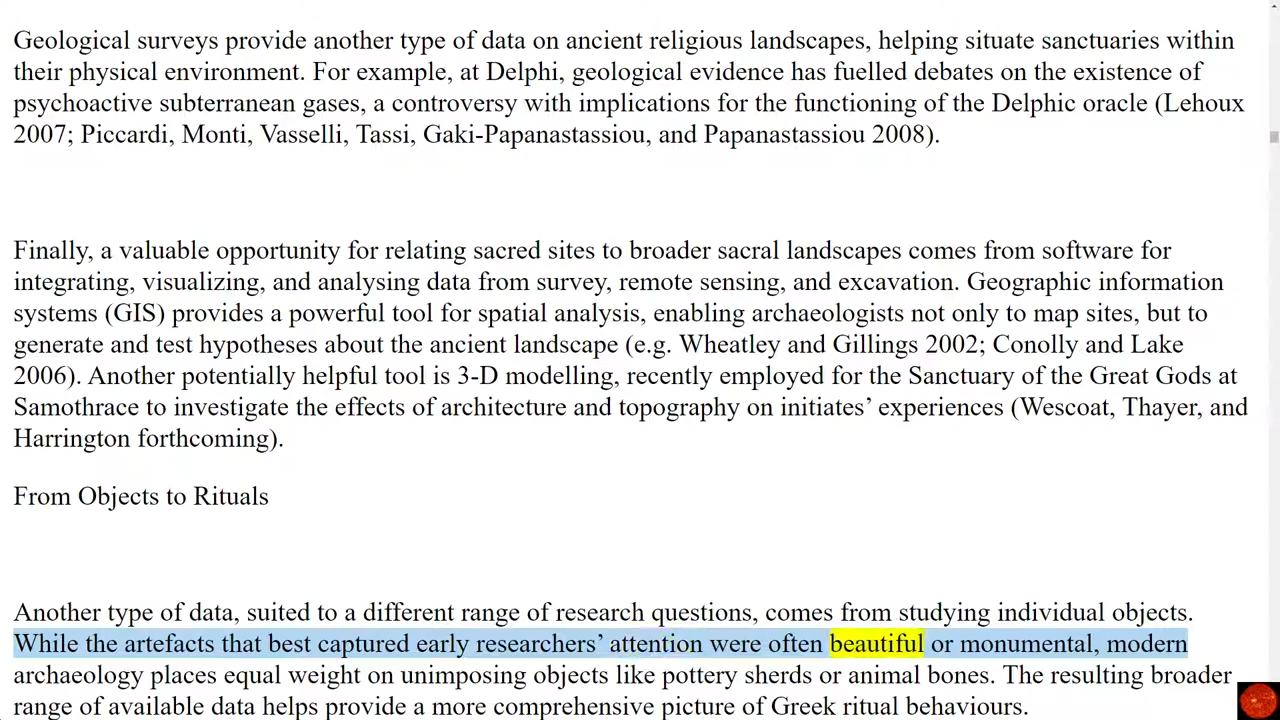 Geological surveys provide another type of data on ancient religious landscapes, helping situate sanctuaries within
their physical environment. For example, at Delphi, geological evidence has fuelled debates on the existence of
psychoactive subterranean gases, a controversy with implications for the functioning of the Delphic oracle (Lehoux
2007; Piccardi, Monti, Vasselli, Tassi, Gaki-Papanastassiou, and Papanastassiou 2008).
Finally, a valuable opportunity for relating sacred sites to broader sacral landscapes comes from software for
integrating, visualizing, and analysing data from survey, remote sensing, and excavation. Geographic information
systems (GIS) provides a powerful tool for spatial analysis, enabling archaeologists not only to map sites, but to
generate and test hypotheses about the ancient landscape (e.g. Wheatley and Gillings 2002; Conolly and Lake
2006). Another potentially helpful tool is 3-D modelling, recently employed for the Sanctuary of the Great Gods at
Samothrace to investigate the effects of architecture and topography on initiates’ experiences (Wescoat, Thayer, and
Harrington forthcoming).
From Objects to Rituals
Another type of data, suited to a different range of research questions, comes from studying individual objects.
While the artefacts that best captured early researchers’ attention were often beautiful or monumental, modern
archaeology places equal weight on unimposing objects like pottery sherds or animal bones. The resulting broader
range of available data helps provide a more comprehensive picture of Greek ritual behaviours.